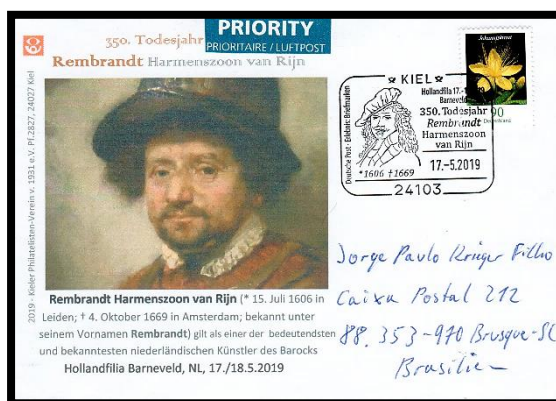 350. Todesjahr
Rembrandt Harmenszoon van Rijn
PRIORITY
PRIORITAIRE / LUFTPOST
2019 - Kieler Philatelisten-Verein v. 1931 e.V. Pf.2827, 24027 Kiel
Rembrandt Harmenszoon van Rijn (* 15. Juli 1606 in
Leiden; † 4. Oktober 1669 in Amsterdam; bekannt unter
seinem Vornamen Rembrandt) gilt als einer der bedeutendsten
und bekanntesten niederländischen Künstler des Barocks
Hollandfilia Barneveld, NL, 17./18.5.2019
KIEL
Deutsche Post - Erlebnis: Briefmarken
Hollandfilia 17.-
Barneveld
350. Todesjahr
Rembrandt
Harmenszoon
van Rijn
*1606 †1669
17.-5.2019
24103
Johanniskraut
90
Deutschland
Jorge Paulo Krüger Filho
Caixa Postal 212
88.353-970 Brusque-SC
Brasilien